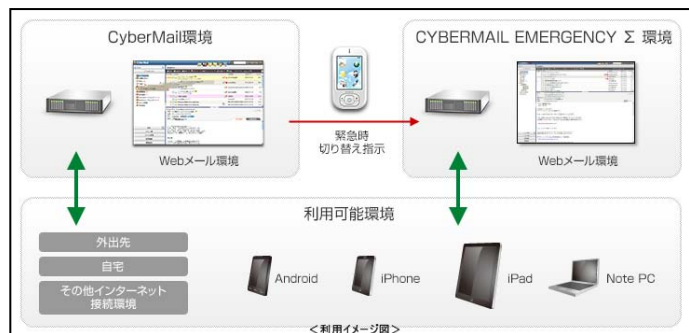 CyberMail環境
CYBERMAIL EMERGENCY Σ 環境
緊急時
切り替え指示
Webメール環境
Webメール環境
利用可能環境
外出先
自宅
その他インターネット
接続環境
Android
iPhone
iPad
Note PC
＜利用イメージ図＞